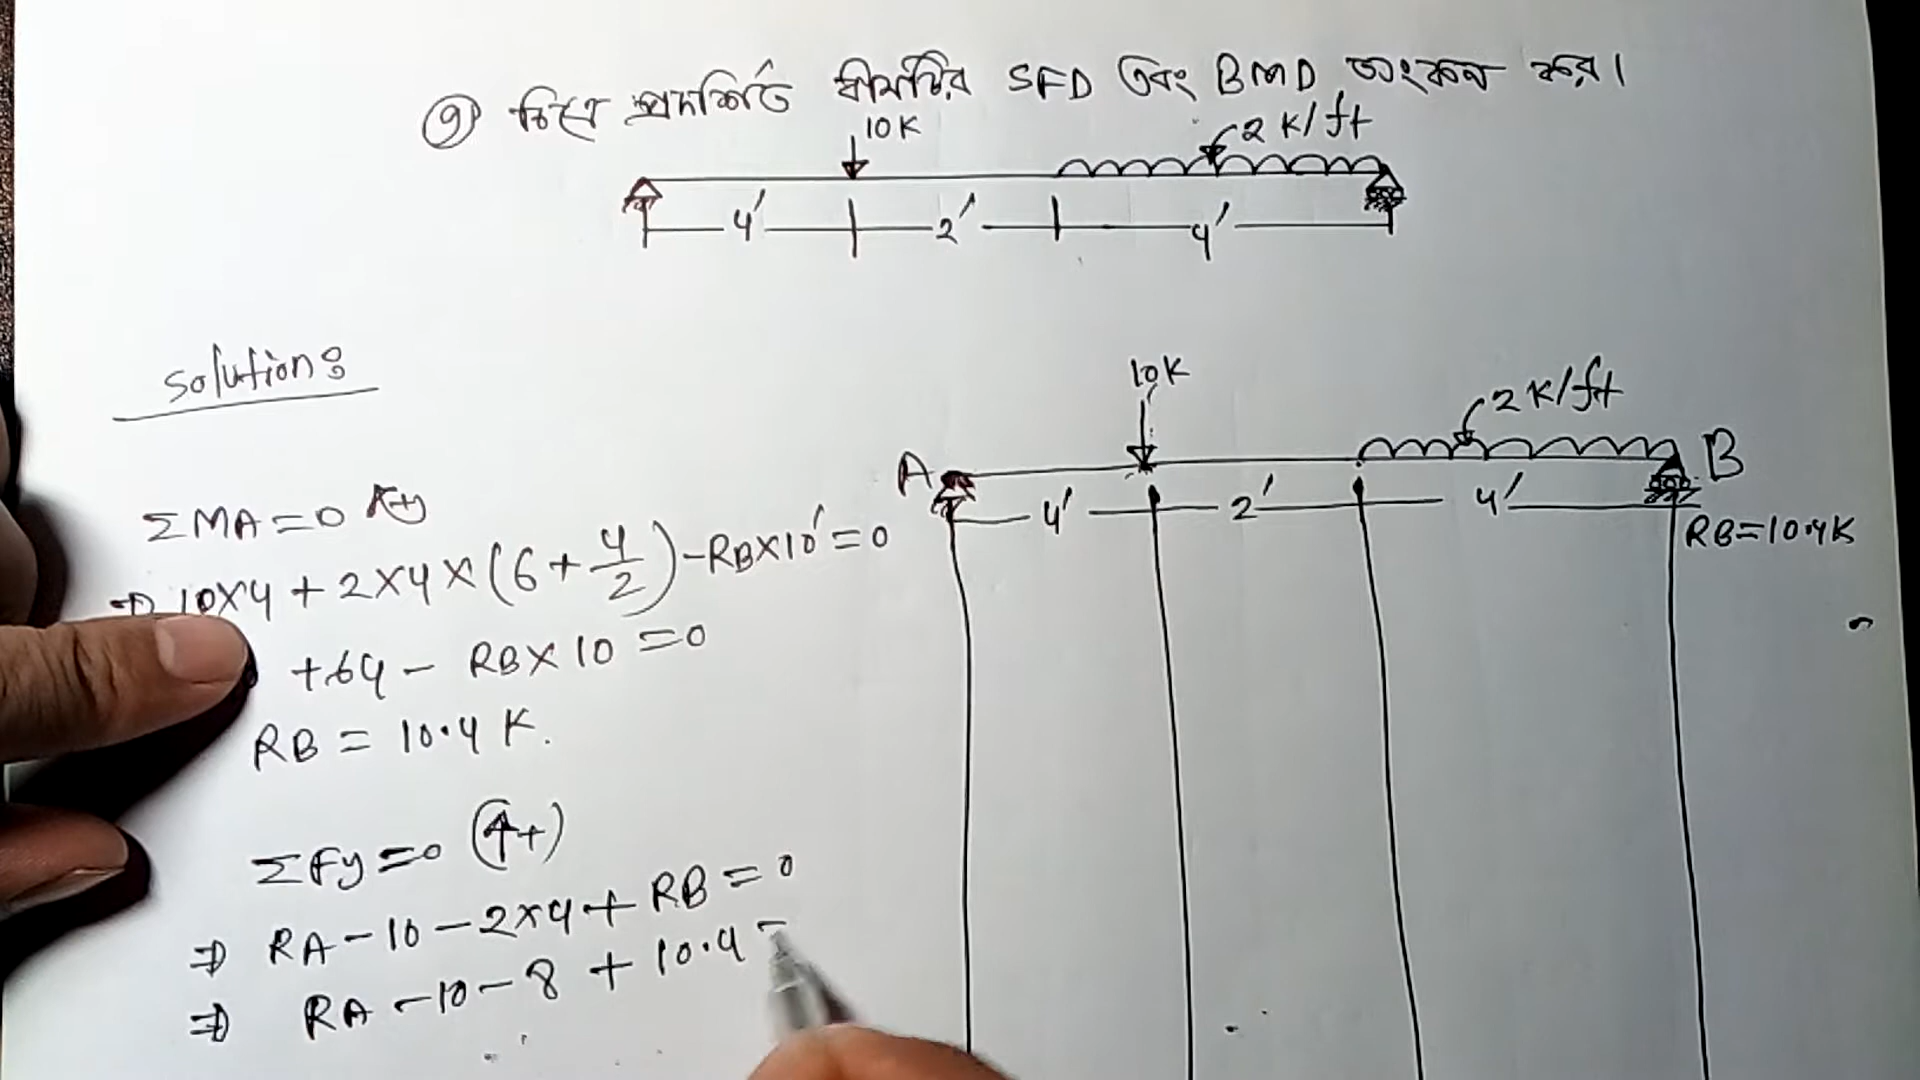 ৩) চিত্রে প্রদর্শিত বীমটির SFD এবং BMD অংকন কর।
10K
2 K/ft
4' 2' 4'
Solution:
10K
2 K/ft
A B
4' 2' 4'
RB=10.4K
ΣMA=0 +
⇒ 10×4 + 2×4×(6+4/2)-RB×10'=0
+64 - RB×10 =0
RB = 10.4 K.
ΣFy=0 (↑+)
⇒ RA-10-2×4+RB=0
⇒ RA-10-8+10.4